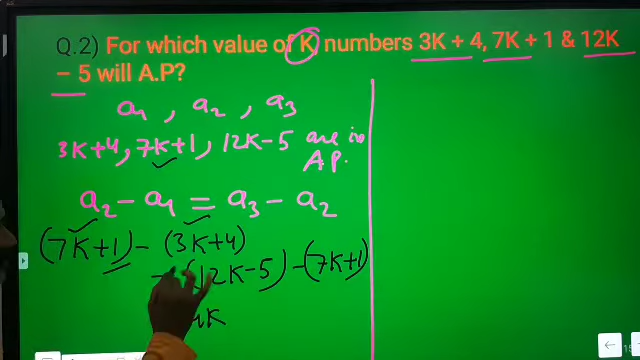 Q.2) For which value of K numbers 3K + 4, 7K + 1 & 12K
– 5 will A.P?
a₁ , a₂ , a₃
3K+4, 7K+1, 12K-5 are in
AP.
a₂ - a₁ = a₃ - a₂
(7K+1) - (3K+4)
(12K-5) - (7K+1)